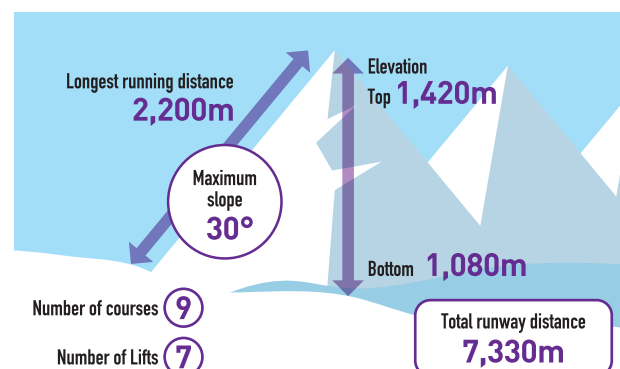 Longest running distance
2,200m
Elevation
Top 1,420m
Maximum
slope
30°
Bottom 1,080m
Number of courses 9
Total runway distance
7,330m
Number of Lifts 7